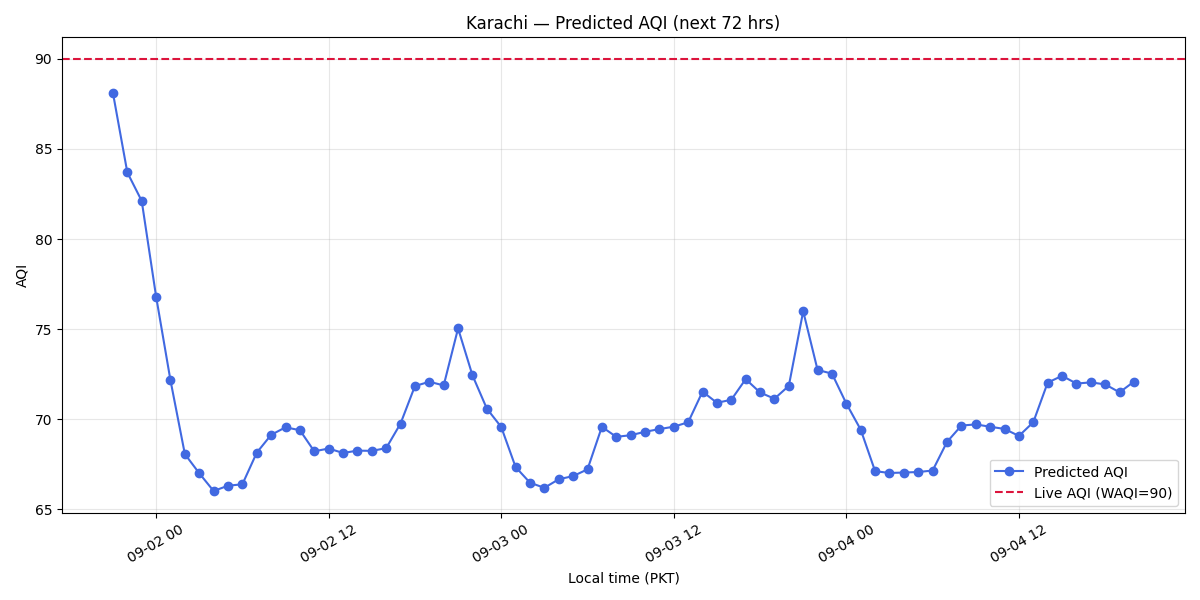 Karachi — Predicted AQI (next 72 hrs)
AQI
90
85
80
75
70
65
09-02 00
09-02 12
09-03 00
09-03 12
09-04 00
09-04 12
Local time (PKT)
Predicted AQI
Live AQI (WAQI=90)